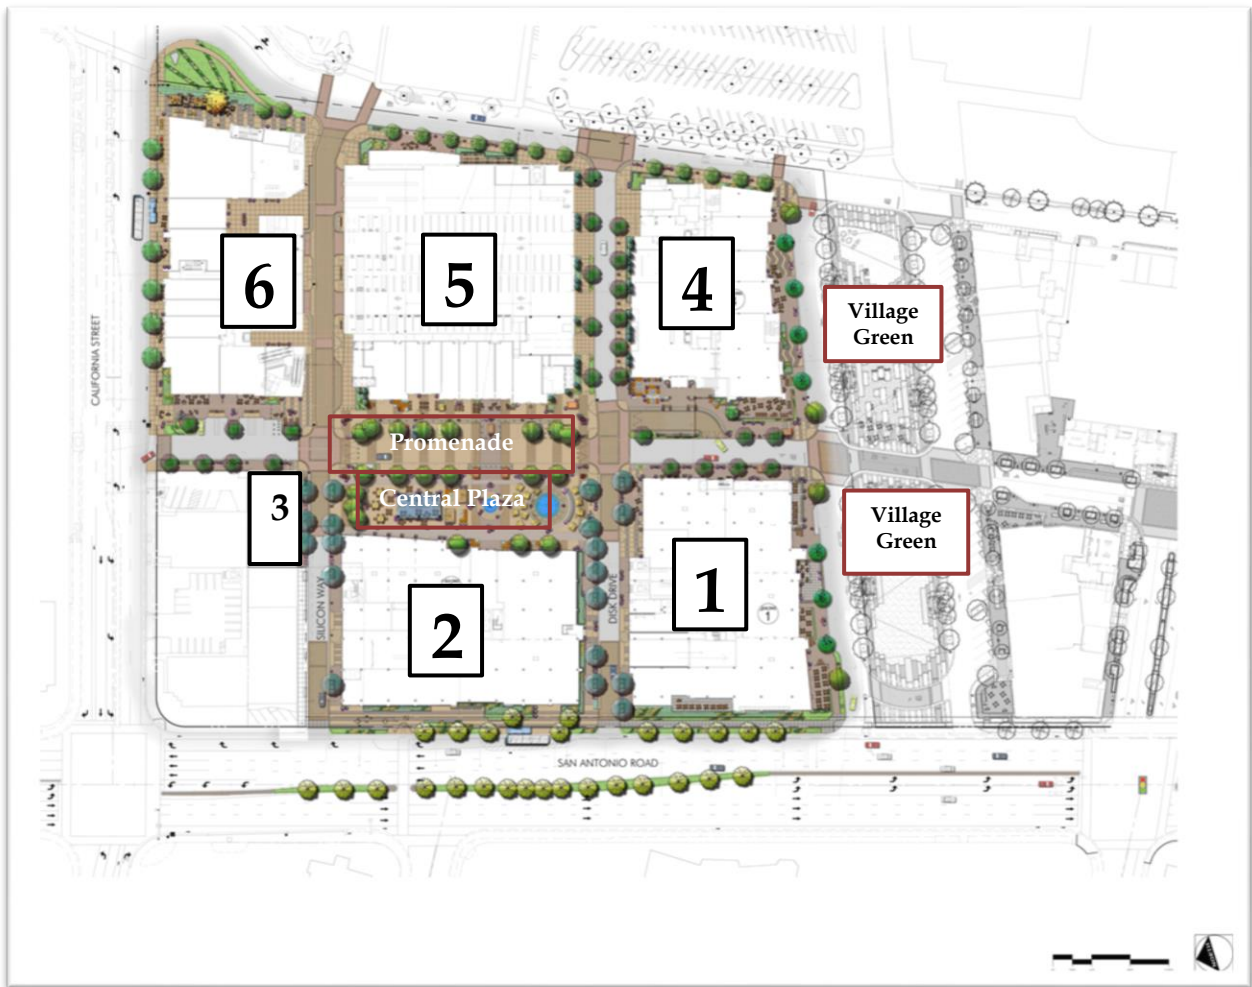 6
5
4
Village
Green
CALIFORNIA STREET
Promenade
Central Plaza
3
Village
Green
1
2
SILICON WAY
DISK DRIVE
1
SAN ANTONIO ROAD